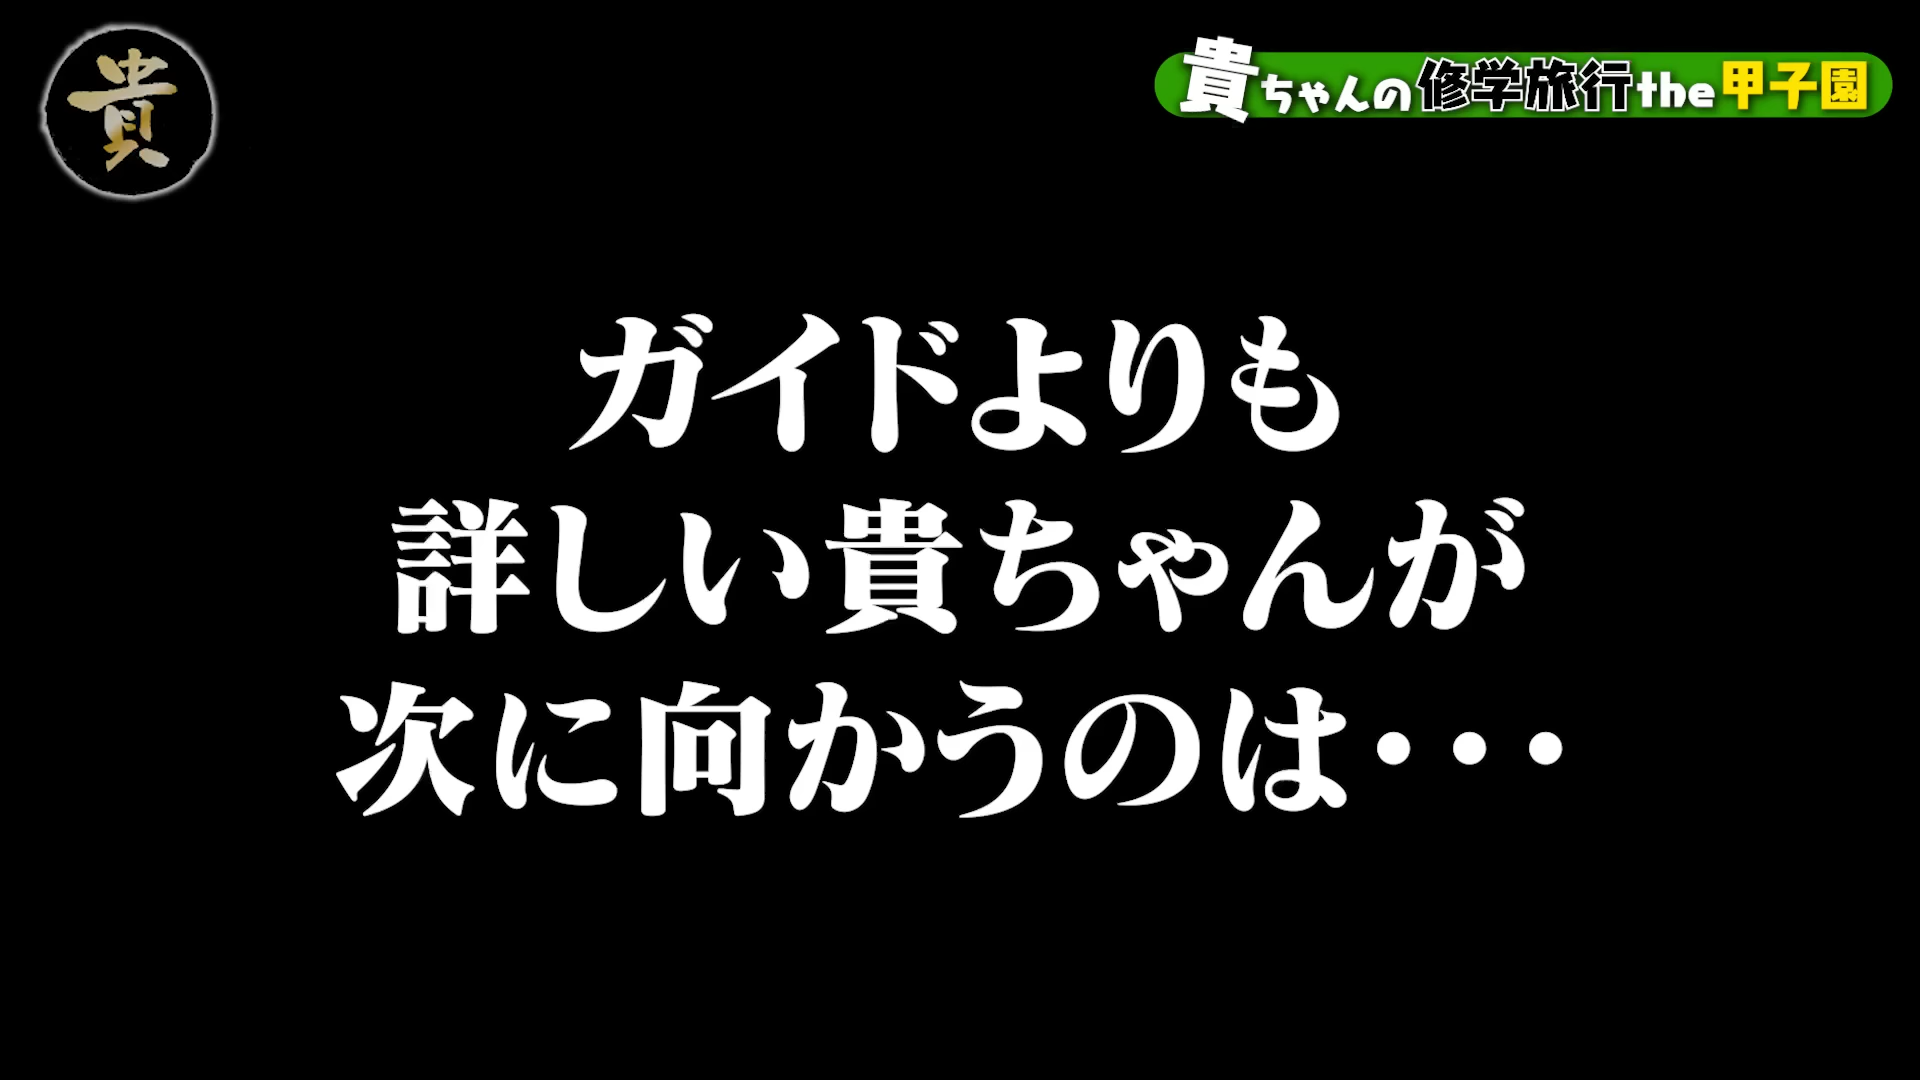 貴
貴ちゃんの修学旅行the甲子園
ガイドよりも
詳しい貴ちゃんが
次に向かうのは・・・